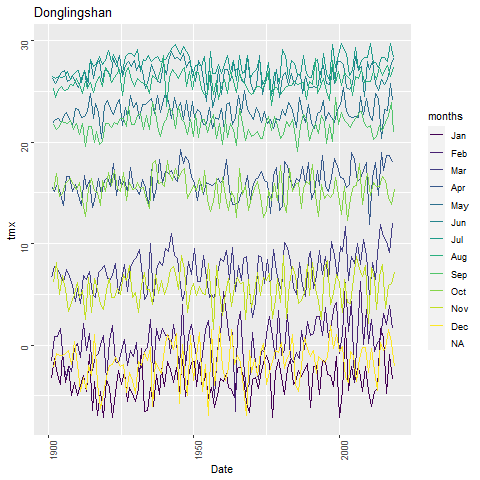 Donglingshan
tmx
30
20
10
0
1900
1950
2000
Date
months
Jan
Feb
Mar
Apr
May
Jun
Jul
Aug
Sep
Oct
Nov
Dec
NA